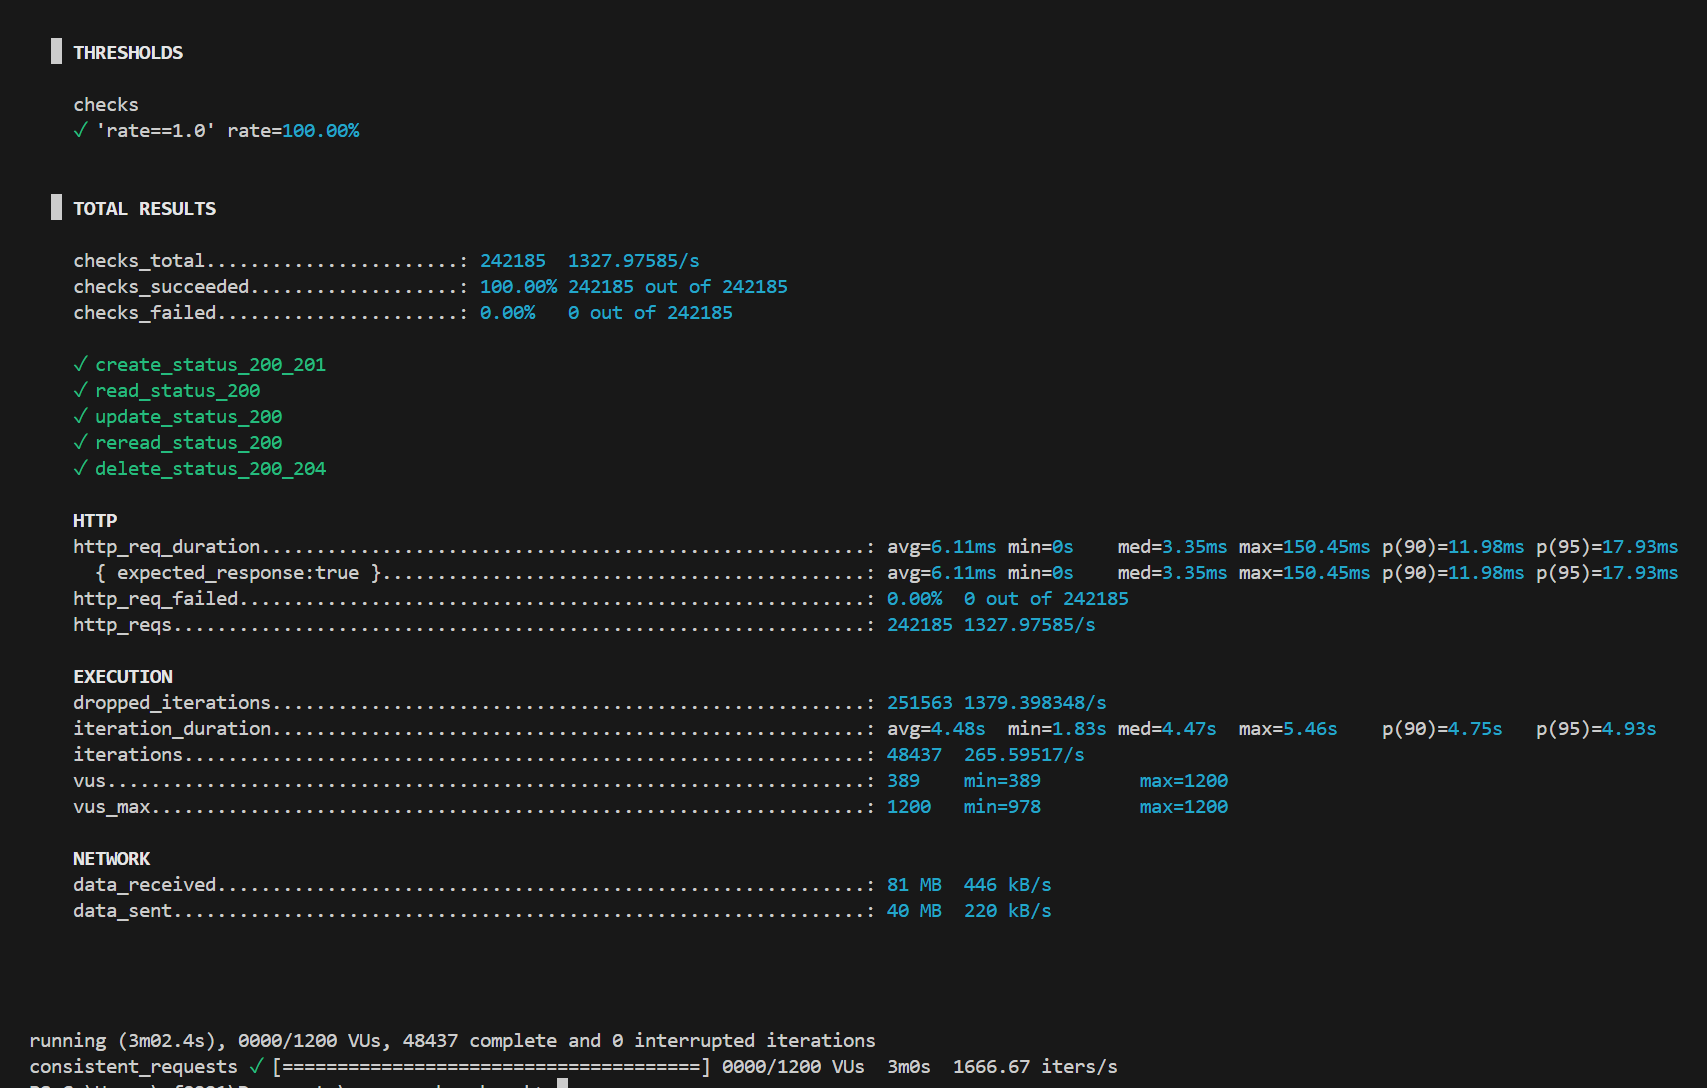 THRESHOLDS
checks
✓ 'rate==1.0' rate=100.00%
TOTAL RESULTS
checks_total.......................: 242185  1327.97585/s
checks_succeeded...................: 100.00% 242185 out of 242185
checks_failed......................: 0.00%   0 out of 242185
✓ create_status_200_201
✓ read_status_200
✓ update_status_200
✓ reread_status_200
✓ delete_status_200_204
HTTP
http_req_duration.......................................................: avg=6.11ms min=0s    med=3.35ms max=150.45ms p(90)=11.98ms p(95)=17.93ms
{ expected_response:true }............................................: avg=6.11ms min=0s    med=3.35ms max=150.45ms p(90)=11.98ms p(95)=17.93ms
http_req_failed.........................................................: 0.00%  0 out of 242185
http_reqs...............................................................: 242185 1327.97585/s
EXECUTION
dropped_iterations......................................................: 251563 1379.398348/s
iteration_duration......................................................: avg=4.48s  min=1.83s med=4.47s  max=5.46s    p(90)=4.75s   p(95)=4.93s
iterations..............................................................: 48437  265.59517/s
vus.....................................................................: 389    min=389         max=1200
vus_max.................................................................: 1200   min=978         max=1200
NETWORK
data_received...........................................................: 81 MB  446 kB/s
data_sent...............................................................: 40 MB  220 kB/s
running (3m02.4s), 0000/1200 VUs, 48437 complete and 0 interrupted iterations
consistent_requests ✓ [======================================] 0000/1200 VUs  3m0s  1666.67 iters/s